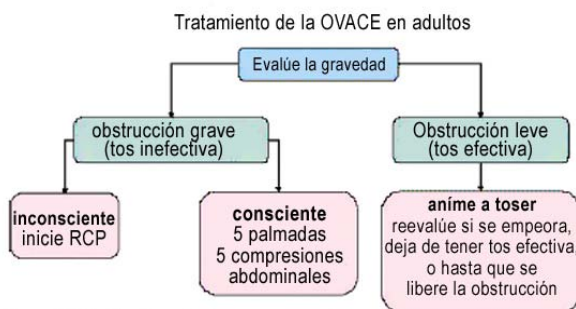 Tratamiento de la OVACE en adultos
Evalúe la gravedad
obstrucción grave
(tos inefectiva)
Obstrucción leve
(tos efectiva)
inconsciente
inicie RCP
consciente
5 palmadas
5 compresiones
abdominales
aníme a toser
reevalúe si se empeora,
deja de tener tos efectiva,
o hasta que se
libere la obstrucción